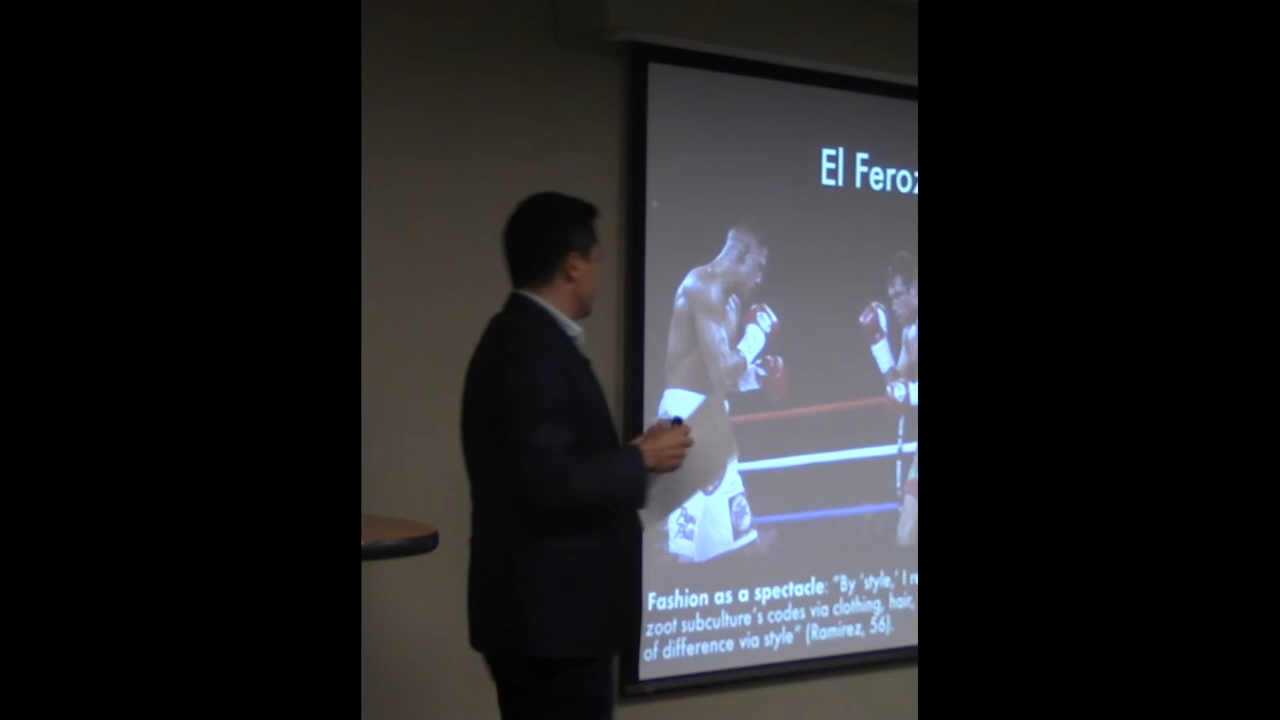 El Feroz
Fashion as a spectacle: "By 'style,' I re
zoot subculture's codes via clothing, hair,
of difference via style" (Ramirez, 56).